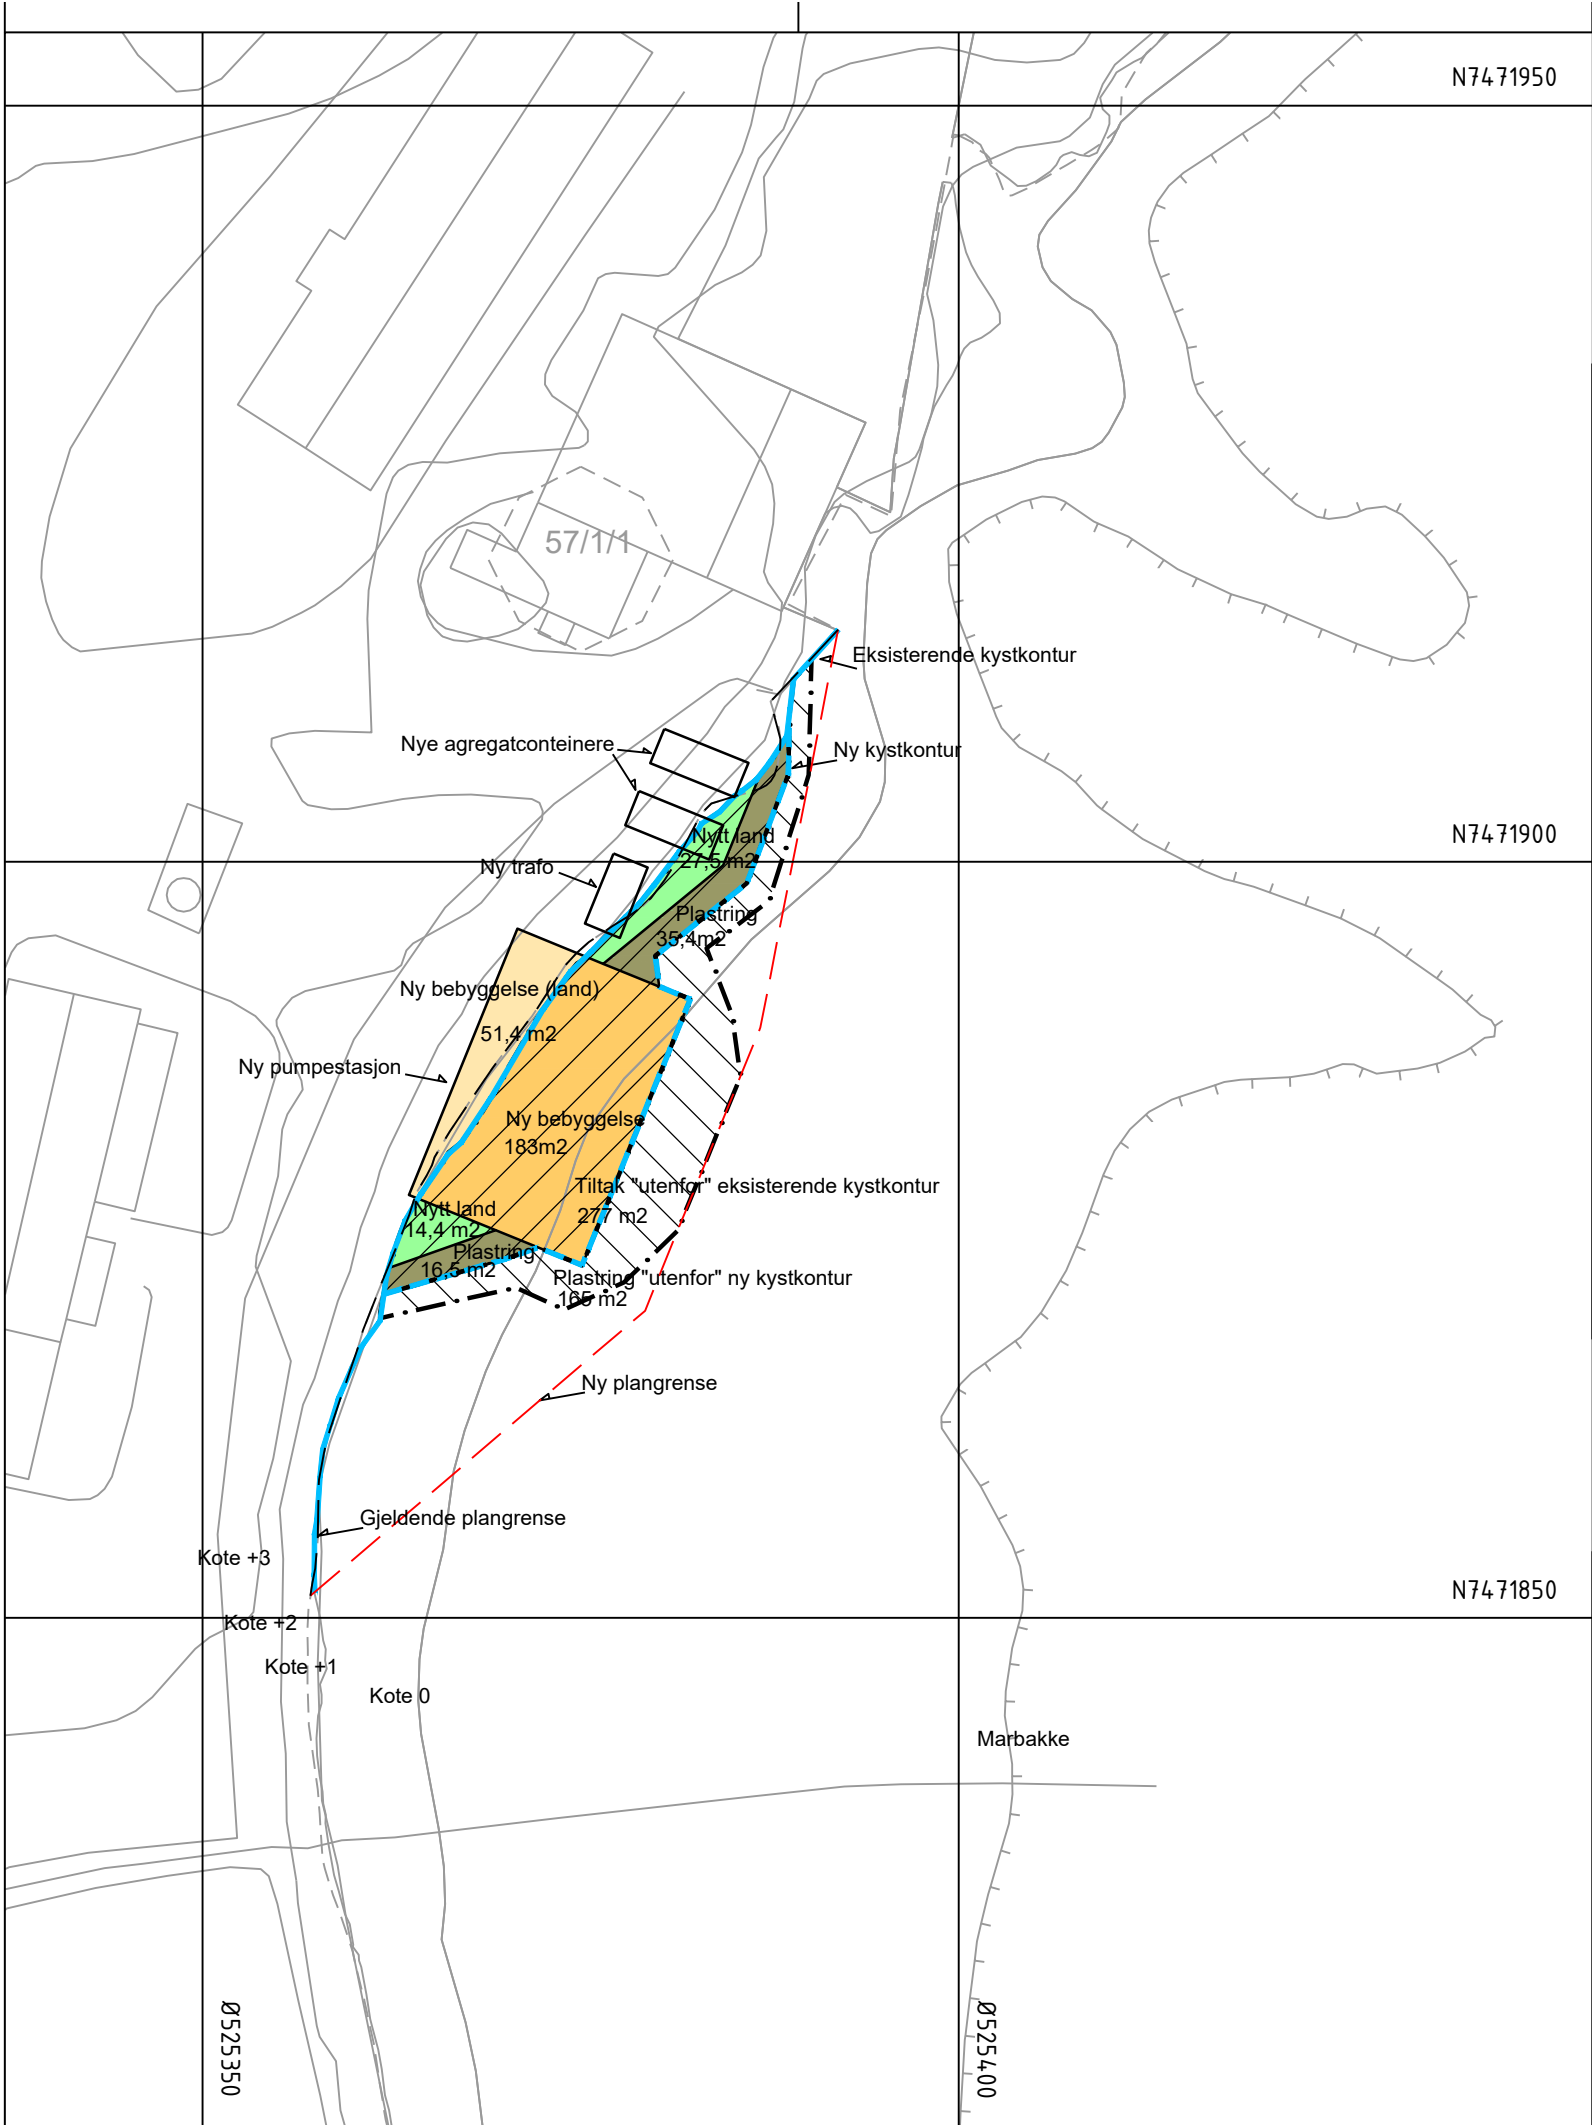 N7471950
57/1/1
Eksisterende kystkontur
Nye agregatconteinere
Ny kystkontur
Nytt land
27,5 m2
N7471900
Ny trafo
Plastring
35,4m2
Ny bebyggelse (land)
51,4 m2
Ny pumpestasjon
Ny bebyggelse
183m2
Tiltak "utenfor" eksisterende kystkontur
277 m2
Nytt land
14,4 m2
Plastring
16,5 m2
Plastring "utenfor" ny kystkontur
165 m2
Ny plangrense
Gjeldende plangrense
Kote +3
N7471850
Kote +2
Kote +1
Kote 0
Marbakke
Ø525350
Ø525400